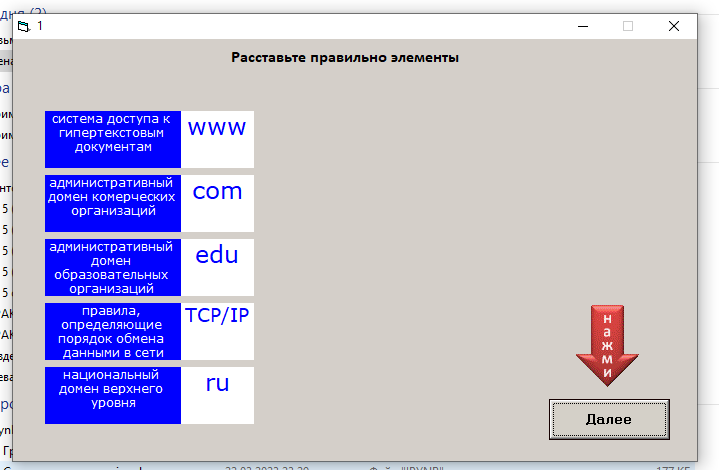 1
Расставьте правильно элементы
система доступа к
гипертекстовым
документам
www
административный
домен комерческих
организаций
com
административный
домен
образовательных
организаций
edu
правила,
определяющие
порядок обмена
данными в сети
TCP/IP
национальный
домен верхнего
уровня
ru
нажми
Далее